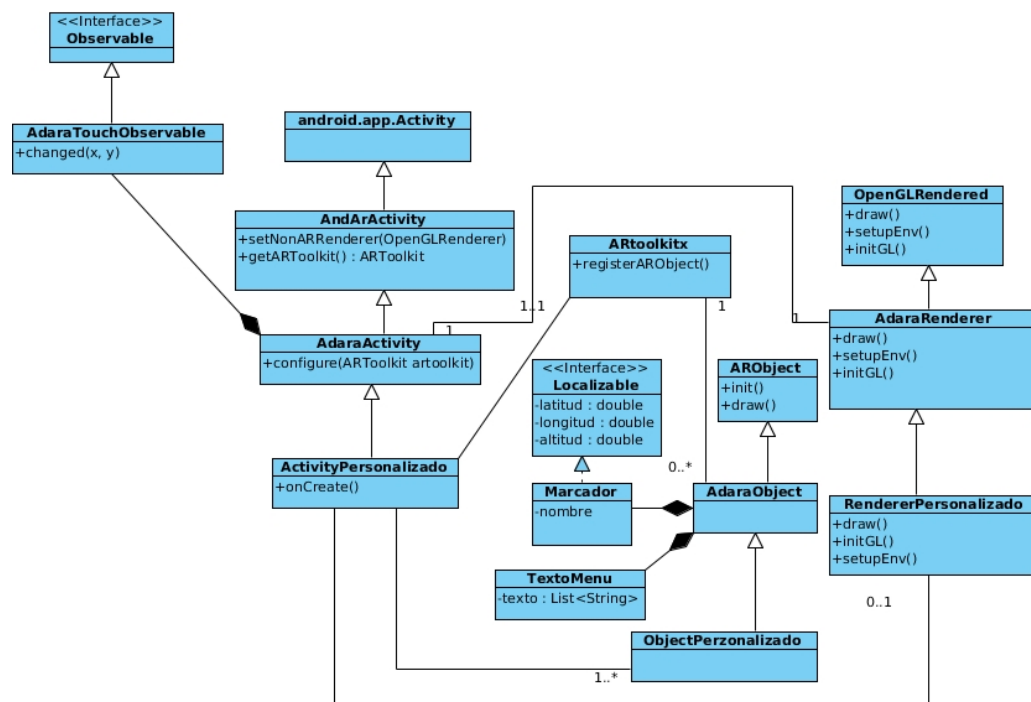 <<Interface>>
Observable
AdaraTouchObservable
+changed(x, y)
android.app.Activity
AndArActivity
+setNonARRenderer(OpenGLRenderer)
+getARToolkit() : ARToolkit
ARtoolkitx
+registerARObject()
OpenGLRendered
+draw()
+setupEnv()
+initGL()
1..1
1
1
1
AdaraActivity
+configure(ARToolkit artoolkit)
AdaraRenderer
+draw()
+setupEnv()
+initGL()
<<Interface>>
Localizable
-latitud : double
-longitud : double
-altitud : double
ARObject
+init()
+draw()
ActivityPersonalizado
+onCreate()
0..*
Marcador
-nombre
AdaraObject
RendererPersonalizado
+draw()
+initGL()
+setupEnv()
TextoMenu
-texto : List<String>
0..1
ObjectPerzonalizado
1..*